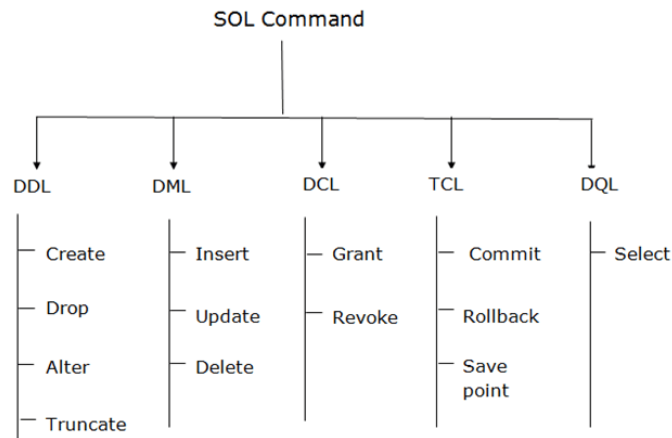 SOL Command
DDL
DML
DCL
TCL
DQL
Create
Drop
Alter
Truncate
Insert
Update
Delete
Grant
Revoke
Commit
Rollback
Save
point
Select